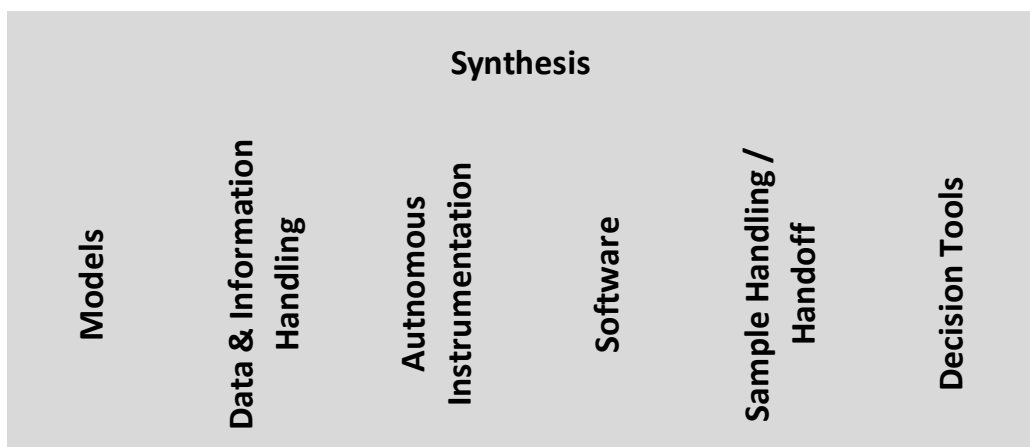 Synthesis
Models
Data & Information
Handling
Autnomous
Instrumentation
Software
Sample Handling /
Handoff
Decision Tools